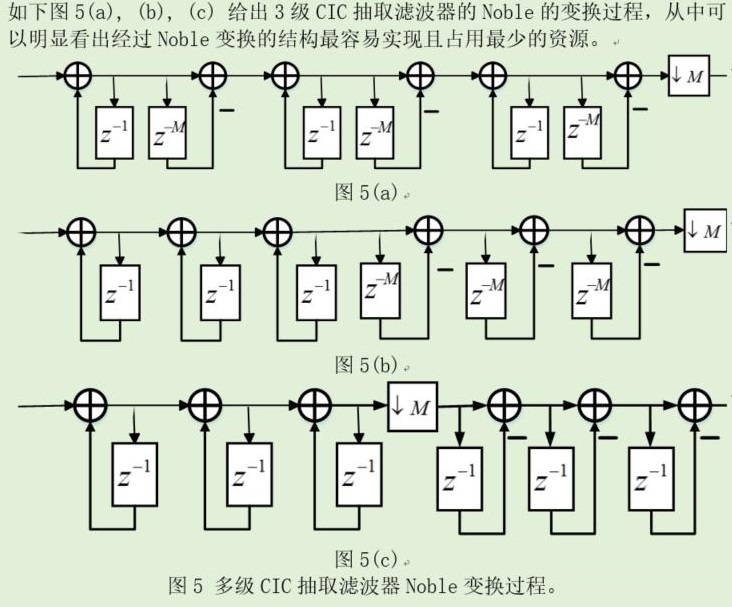 如下图 5(a), (b), (c) 给出 3 级 CIC 抽取滤波器的 Noble 的变换过程，从中可
以明显看出经过 Noble 变换的结构最容易实现且占用最少的资源。
z⁻¹ z⁻ᴹ − z⁻¹ z⁻ᴹ − z⁻¹ z⁻ᴹ − ↓ M
图 5(a)
z⁻¹ z⁻¹ z⁻¹ z⁻ᴹ − z⁻ᴹ − z⁻ᴹ − ↓ M
图 5(b)
z⁻¹ z⁻¹ z⁻¹ ↓ M z⁻¹ − z⁻¹ − z⁻¹ −
图 5(c)
图 5 多级 CIC 抽取滤波器 Noble 变换过程。